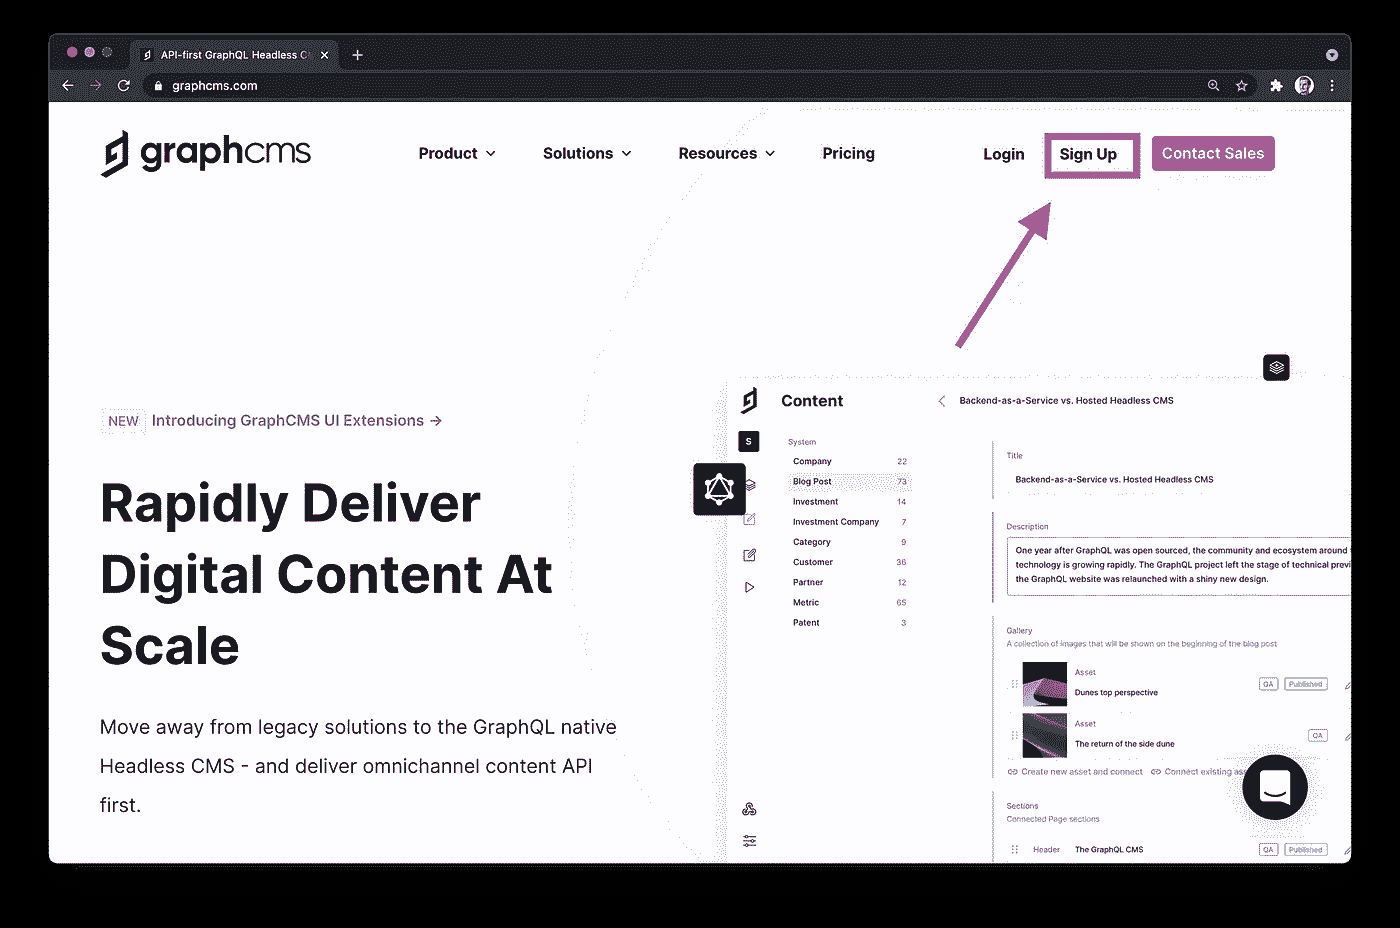 API-first GraphQL Headless C
graphcms.com
graphcms
Product
Solutions
Resources
Pricing
Login
Sign Up
Contact Sales
NEW Introducing GraphCMS UI Extensions →
Rapidly Deliver
Digital Content At
Scale
Move away from legacy solutions to the GraphQL native
Headless CMS - and deliver omnichannel content API
first.
Content
S
System
Company 22
Blog Post 73
Investment 14
Investment Company 7
Category 9
Customer 36
Partner 12
Metric 65
Patent 3
Backend-as-a-Service vs. Hosted Headless CMS
Title
Backend-as-a-Service vs. Hosted Headless CMS
Description
One year after GraphQL was open sourced, the community and ecosystem around
technology is growing rapidly. The GraphQL project left the stage of technical previ
the GraphQL website was relaunched with a shiny new design.
Gallery
A collection of images that will be shown on the beginning of the blog post
Asset
Dunes top perspective
QA Published
Asset
The return of the side dune
QA
Create new asset and connect Connect existing ass
Sections
Connected Page sections
Header The GraphQL CMS
QA Published